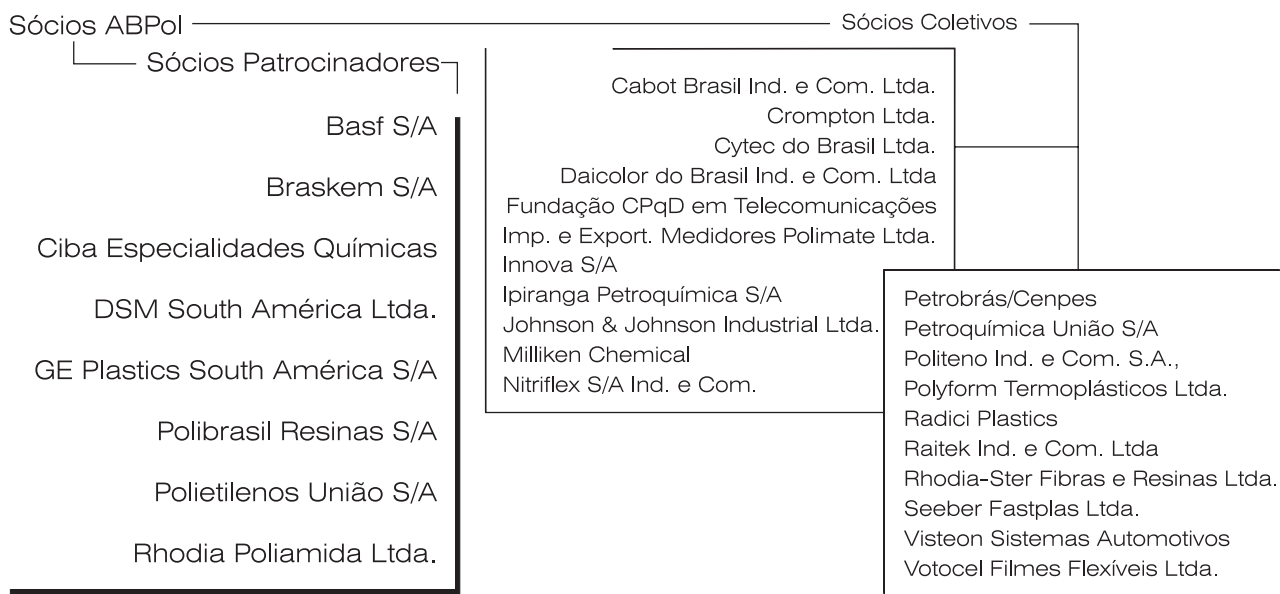 Sócios ABPol
Sócios Patrocinadores
Basf S/A
Braskem S/A
Ciba Especialidades Químicas
DSM South América Ltda.
GE Plastics South América S/A
Polibrasil Resinas S/A
Polietilenos União S/A
Rhodia Poliamida Ltda.
Sócios Coletivos
Cabot Brasil Ind. e Com. Ltda.
Crompton Ltda.
Cytec do Brasil Ltda.
Daicolor do Brasil Ind. e Com. Ltda
Fundação CPqD em Telecomunicações
Imp. e Export. Medidores Polimate Ltda.
Innova S/A
Ipiranga Petroquímica S/A
Johnson & Johnson Industrial Ltda.
Milliken Chemical
Nitriflex S/A Ind. e Com.
Petrobrás/Cenpes
Petroquímica União S/A
Politeno Ind. e Com. S.A.,
Polyform Termoplásticos Ltda.
Radici Plastics
Raitek Ind. e Com. Ltda
Rhodia-Ster Fibras e Resinas Ltda.
Seeber Fastplas Ltda.
Visteon Sistemas Automotivos
Votocel Filmes Flexíveis Ltda.